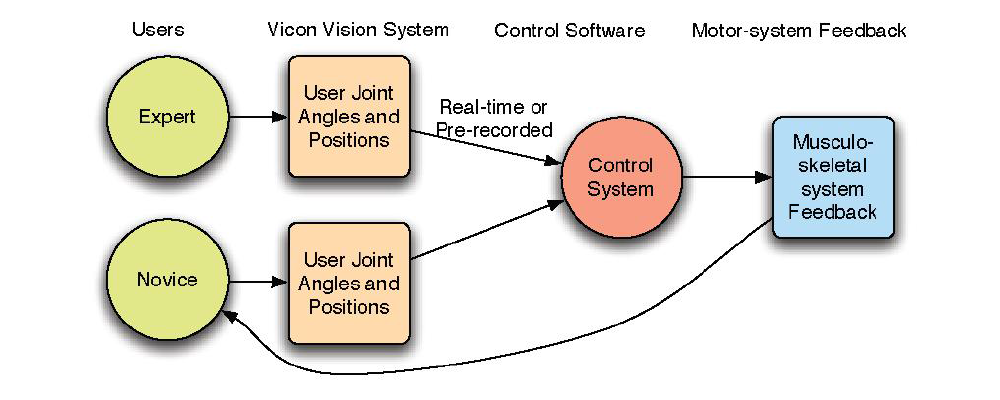 Users
Vicon Vision System
Control Software
Motor-system Feedback
Expert
User Joint
Angles and
Positions
Real-time or
Pre-recorded
Control
System
Musculo-
skeletal
system
Feedback
Novice
User Joint
Angles and
Positions